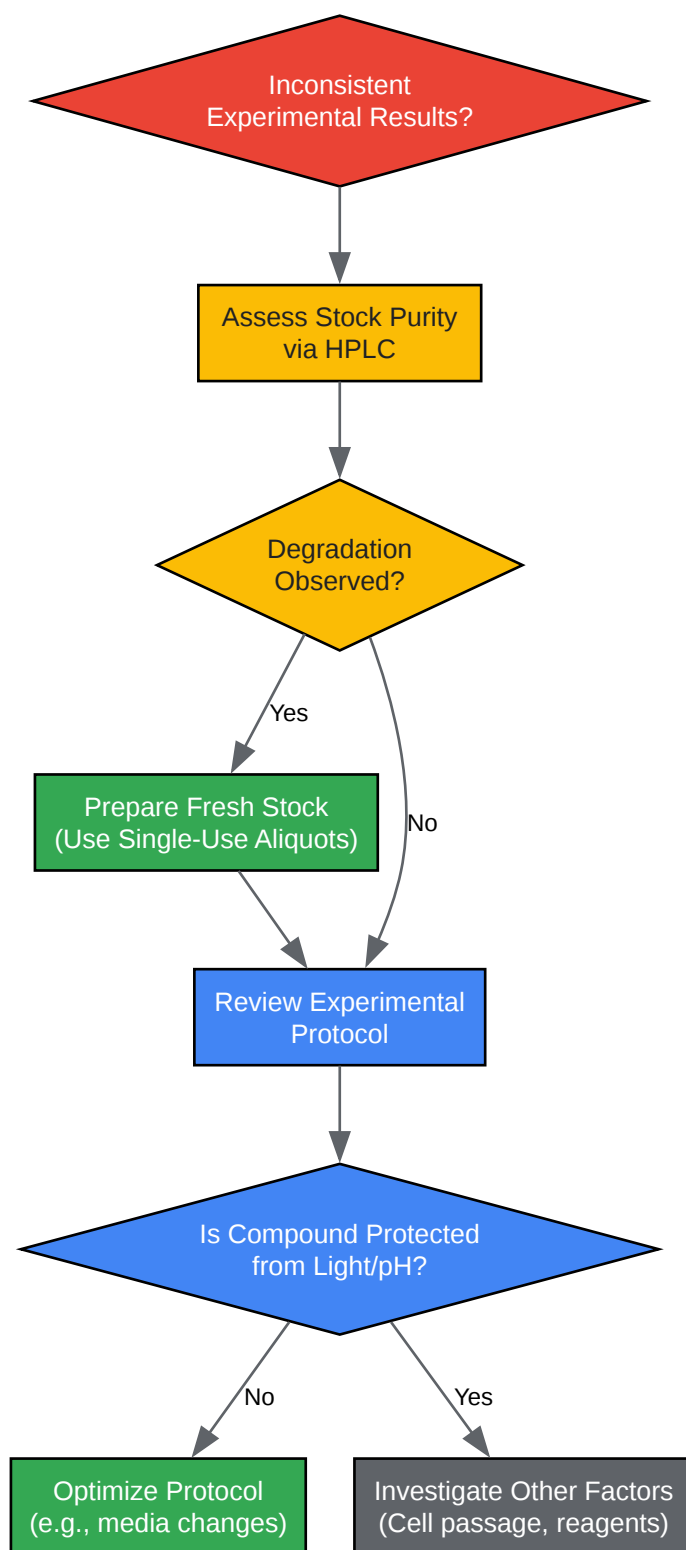 Inconsistent
Experimental Results?
Assess Stock Purity
via HPLC
Degradation
Observed?
Yes
Prepare Fresh Stock
(Use Single-Use Aliquots)
No
Review Experimental
Protocol
Is Compound Protected
from Light/pH?
No
Yes
Optimize Protocol
(e.g., media changes)
Investigate Other Factors
(Cell passage, reagents)